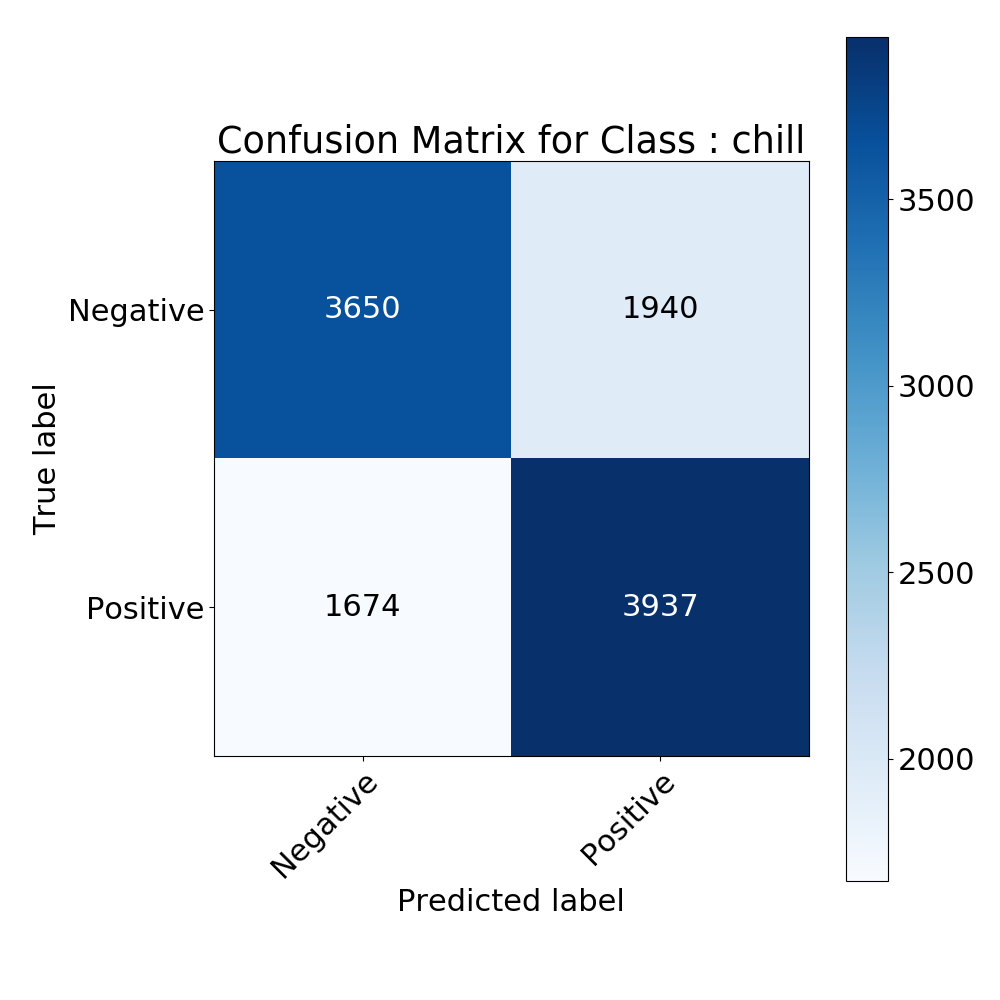 Confusion Matrix for Class : chill
True label
Negative
3650
1940
Positive
1674
3937
Negative
Positive
Predicted label
3500
3000
2500
2000